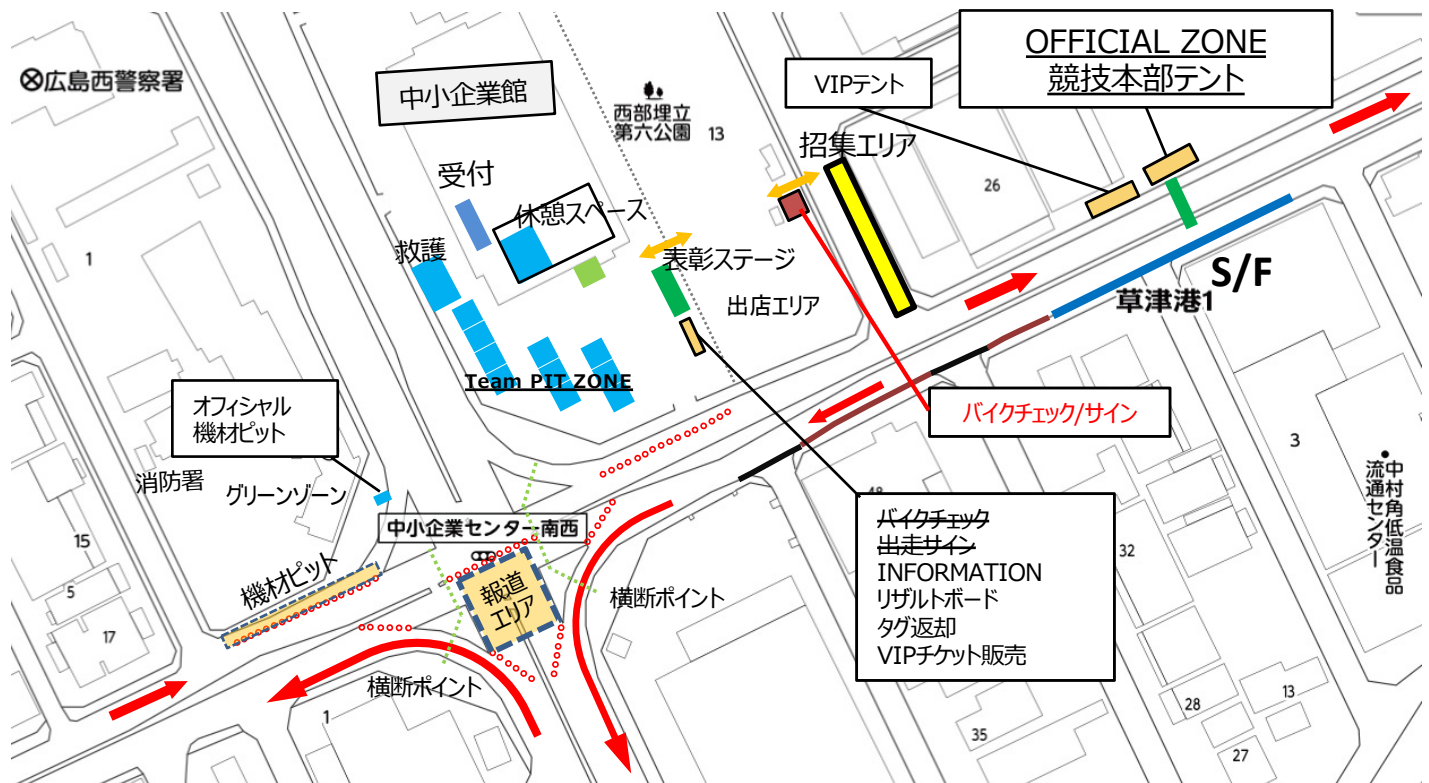 広島西警察署
中小企業館
西部埋立
第六公園
13
VIPテント
OFFICIAL ZONE
競技本部テント
招集エリア
26
受付
休憩スペース
1
救護
表彰ステージ
出店エリア
S/F
草津港1
Team PIT ZONE
オフィシャル
機材ピット
バイクチェック/サイン
3
中村角低温食品
流通センター
消防署
グリーンゾーン
48
中小企業センター南西
バイクチェック
出走サイン
INFORMATION
リザルトボード
タグ返却
VIPチケット販売
32
15
機材ピット
報道
エリア
横断ポイント
5
17
横断ポイント
1
28
13
35
27